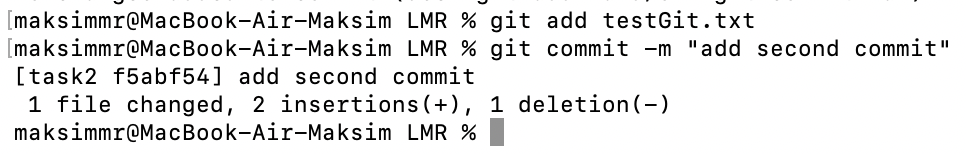 [maksimmr@MacBook-Air-Maksim LMR % git add testGit.txt
[maksimmr@MacBook-Air-Maksim LMR % git commit -m "add second commit"
[task2 f5abf54] add second commit
 1 file changed, 2 insertions(+), 1 deletion(-)
maksimmr@MacBook-Air-Maksim LMR %